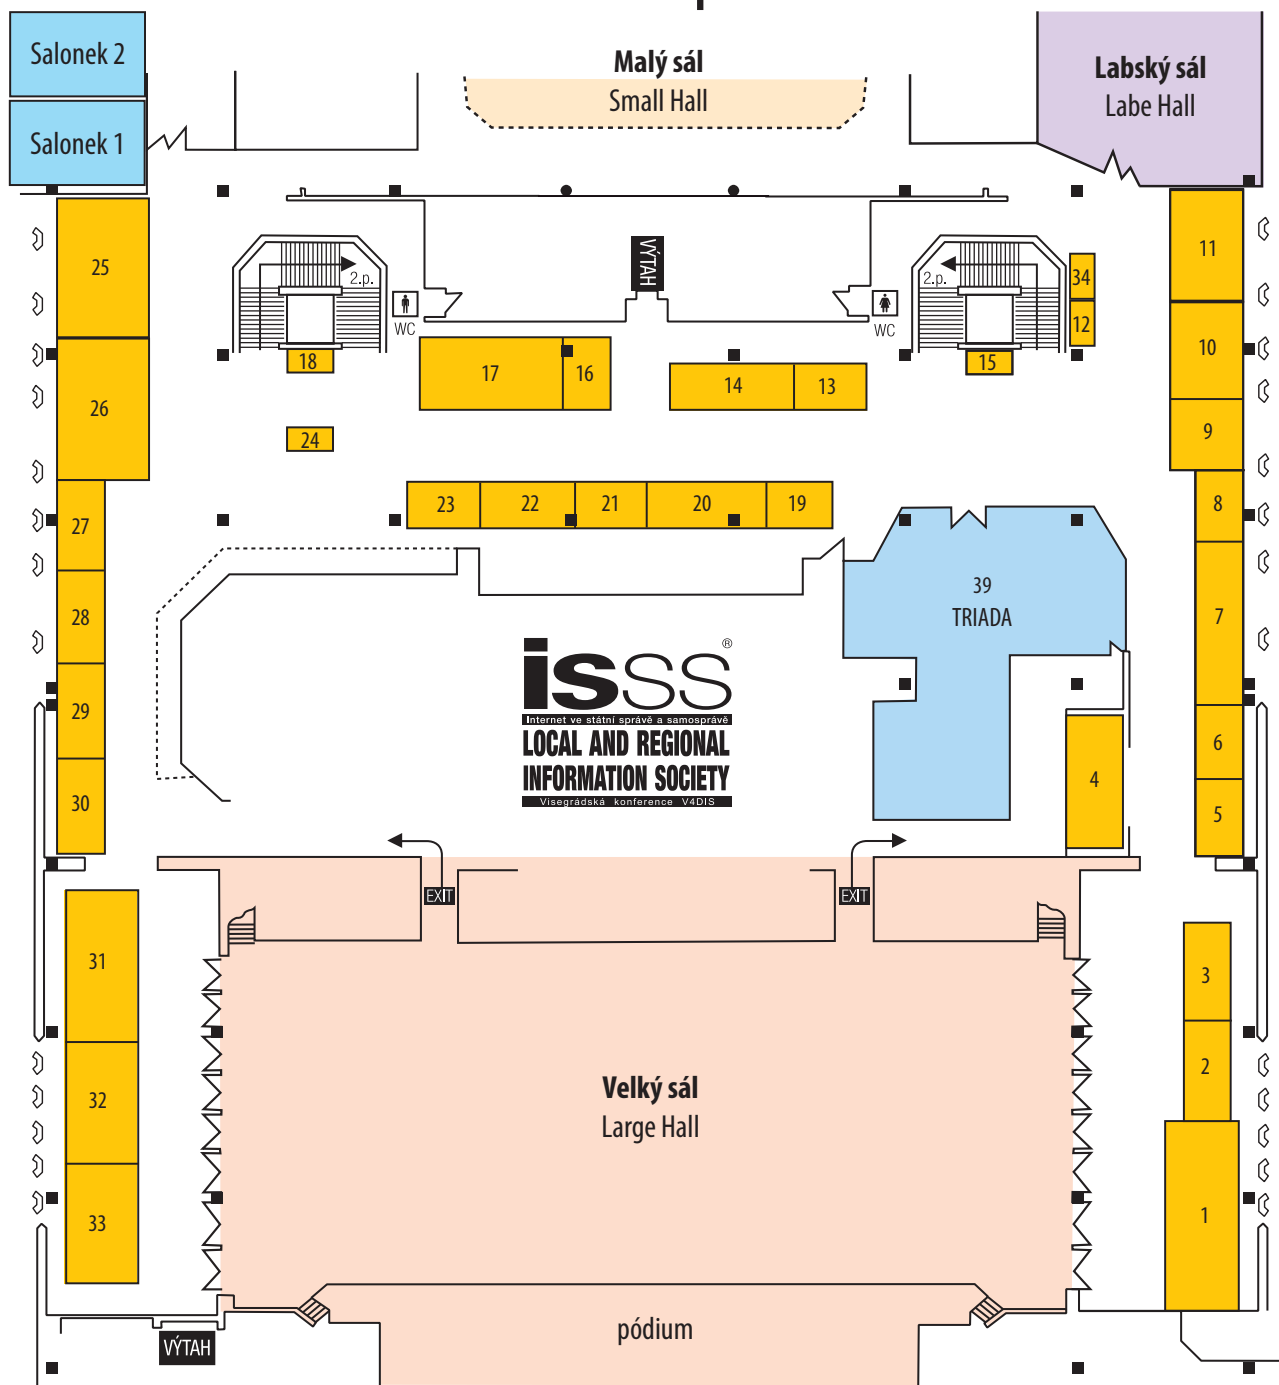 Salonek 2
Malý sál
Small Hall
Labský sál
Labe Hall
Salonek 1
25
2.p.
VÝTAH
2.p.
34
11
WC
WC
12
10
18
17
16
14
13
15
26
9
24
23
22
21
20
19
8
27
39
TRIADA
28
7
isss®
Internet ve státní správě a samosprávě
LOCAL AND REGIONAL
INFORMATION SOCIETY
Visegrádská konference V4DIS
29
6
4
30
5
EXIT
EXIT
31
3
2
32
Velký sál
Large Hall
33
1
pódium
VÝTAH